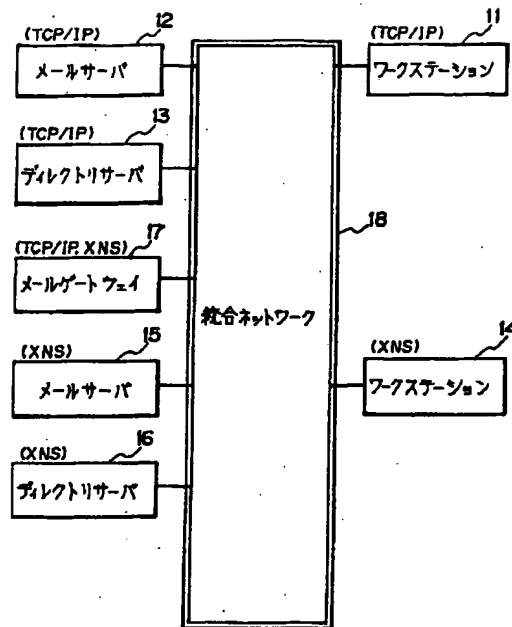 (TCP/IP)
12
メールサーバ
(TCP/IP)
13
ディレクトリサーバ
(TCP/IP, XNS)
17
メールゲートウェイ
(XNS)
15
メールサーバ
(XNS)
16
ディレクトリサーバ
統合ネットワーク
18
(TCP/IP)
11
ワークステーション
(XNS)
14
ワークステーション